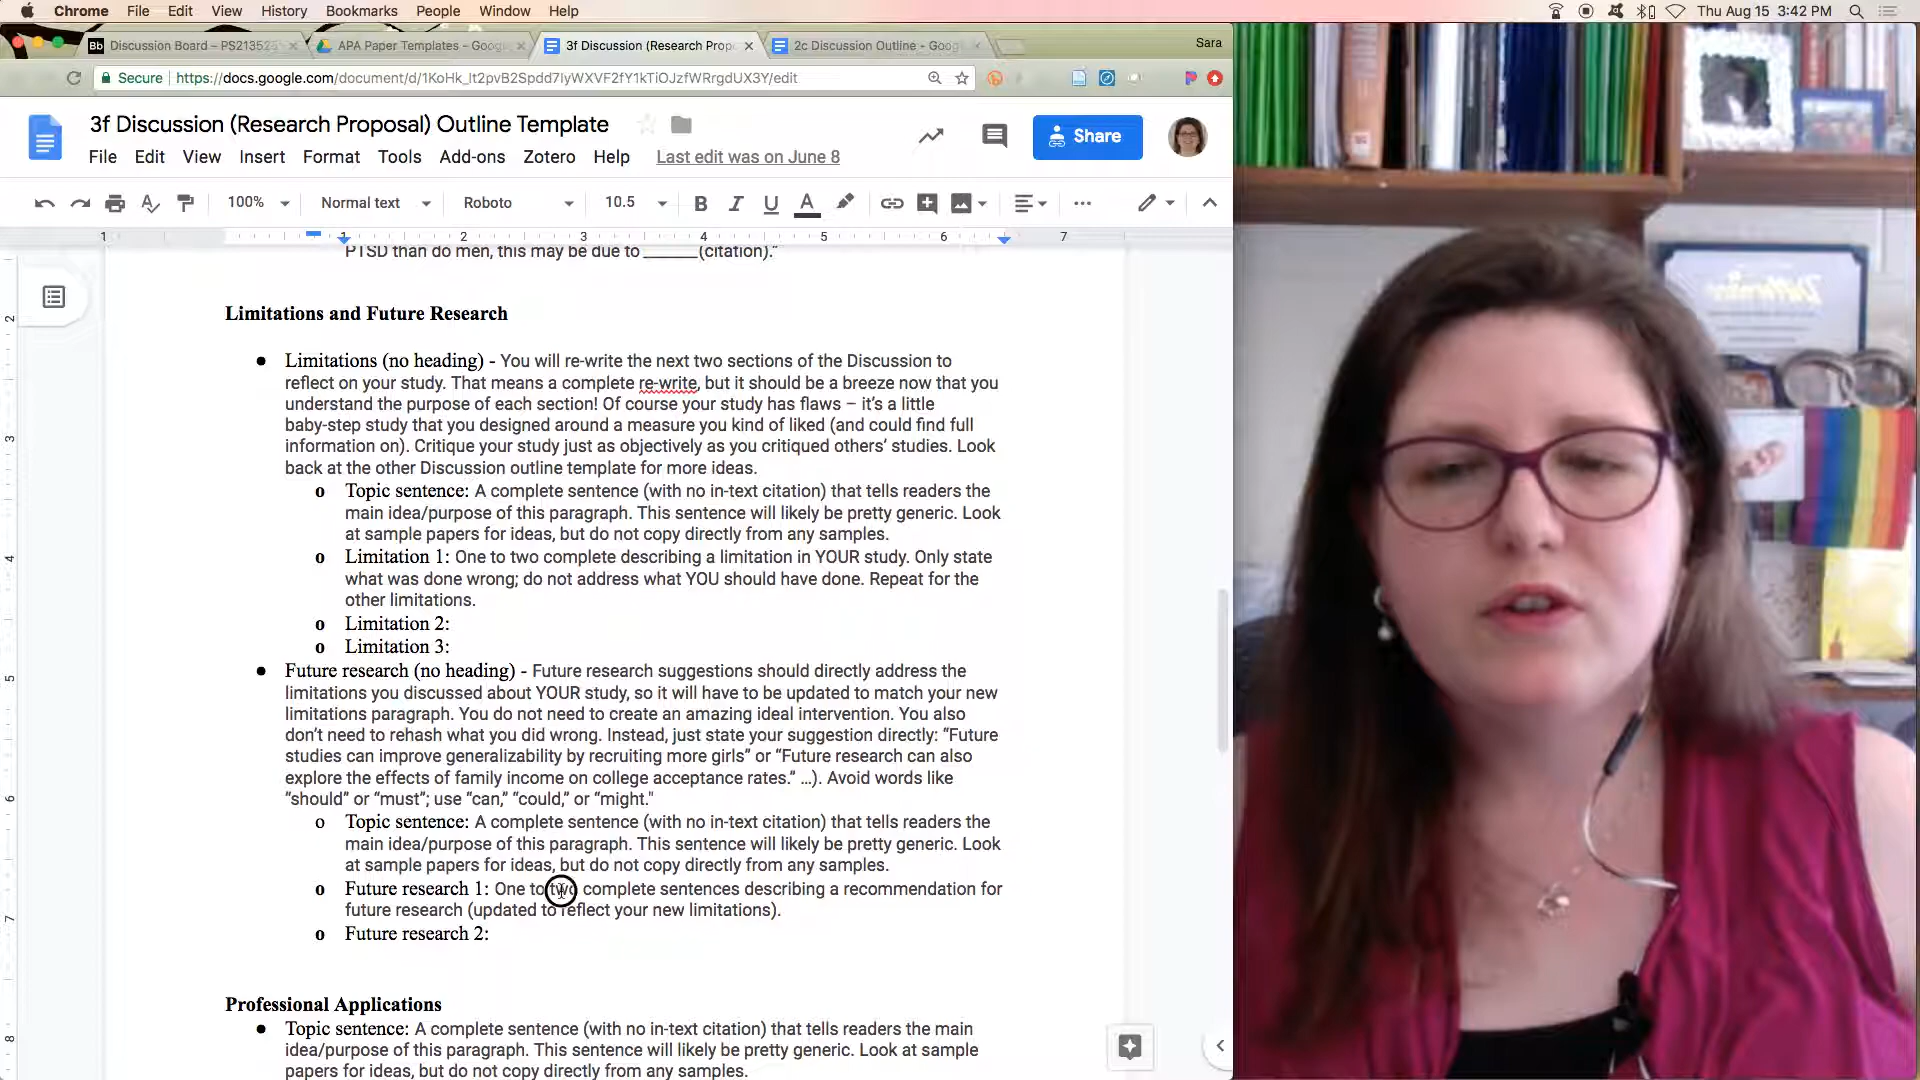 Chrome File Edit View History Bookmarks People Window Help Thu Aug 15 3:42 PM
Bb Discussion Board – PS21352 APA Paper Templates - Goog 3f Discussion (Research Prop 2c Discussion Outline - Goog Sara
Secure https://docs.google.com/document/d/1KoHk_lt2pvB2Spdd7lyWXVF2fY1kTiOJzfWRrgdUX3Y/edit
3f Discussion (Research Proposal) Outline Template
Share
File Edit View Insert Format Tools Add-ons Zotero Help Last edit was on June 8
100% Normal text Roboto 10.5 B I U A
1 1 2 3 4 5 6 7
PTSD than do men, this may be due to ______(citation)."
Limitations and Future Research
● Limitations (no heading) - You will re-write the next two sections of the Discussion to
reflect on your study. That means a complete re-write, but it should be a breeze now that you
understand the purpose of each section! Of course your study has flaws – it's a little
baby-step study that you designed around a measure you kind of liked (and could find full
information on). Critique your study just as objectively as you critiqued others' studies. Look
back at the other Discussion outline template for more ideas.
o Topic sentence: A complete sentence (with no in-text citation) that tells readers the
main idea/purpose of this paragraph. This sentence will likely be pretty generic. Look
at sample papers for ideas, but do not copy directly from any samples.
o Limitation 1: One to two complete describing a limitation in YOUR study. Only state
what was done wrong; do not address what YOU should have done. Repeat for the
other limitations.
o Limitation 2:
o Limitation 3:
● Future research (no heading) - Future research suggestions should directly address the
limitations you discussed about YOUR study, so it will have to be updated to match your new
limitations paragraph. You do not need to create an amazing ideal intervention. You also
don't need to rehash what you did wrong. Instead, just state your suggestion directly: “Future
studies can improve generalizability by recruiting more girls” or “Future research can also
explore the effects of family income on college acceptance rates.” …). Avoid words like
“should” or “must”; use “can,” “could,” or “might."
o Topic sentence: A complete sentence (with no in-text citation) that tells readers the
main idea/purpose of this paragraph. This sentence will likely be pretty generic. Look
at sample papers for ideas, but do not copy directly from any samples.
o Future research 1: One to two complete sentences describing a recommendation for
future research (updated to reflect your new limitations).
o Future research 2:
Professional Applications
● Topic sentence: A complete sentence (with no in-text citation) that tells readers the main
idea/purpose of this paragraph. This sentence will likely be pretty generic. Look at sample
papers for ideas, but do not copy directly from any samples.
2
3
4
5
6
7
8